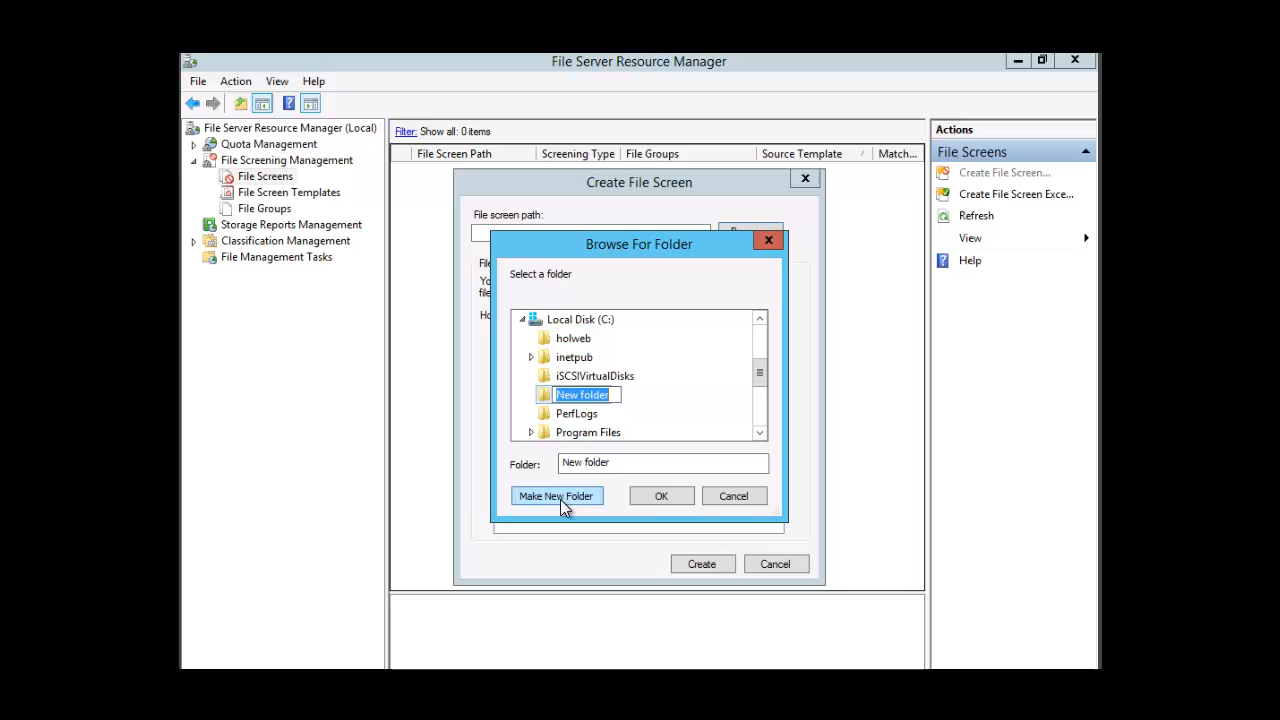 File Server Resource Manager
File Action View Help
File Server Resource Manager (Local)
Quota Management
File Screening Management
File Screens
File Screen Templates
File Groups
Storage Reports Management
Classification Management
File Management Tasks
Filter: Show all: 0 items
File Screen Path Screening Type File Groups Source Template Match...
Create File Screen
File screen path:
Browse For Folder
Select a folder
Local Disk (C:)
holweb
inetpub
iSCSIVirtualDisks
New folder
PerfLogs
Program Files
Folder: New folder
Make New Folder OK Cancel
Create Cancel
Actions
File Screens
Create File Screen...
Create File Screen Exce...
Refresh
View
Help